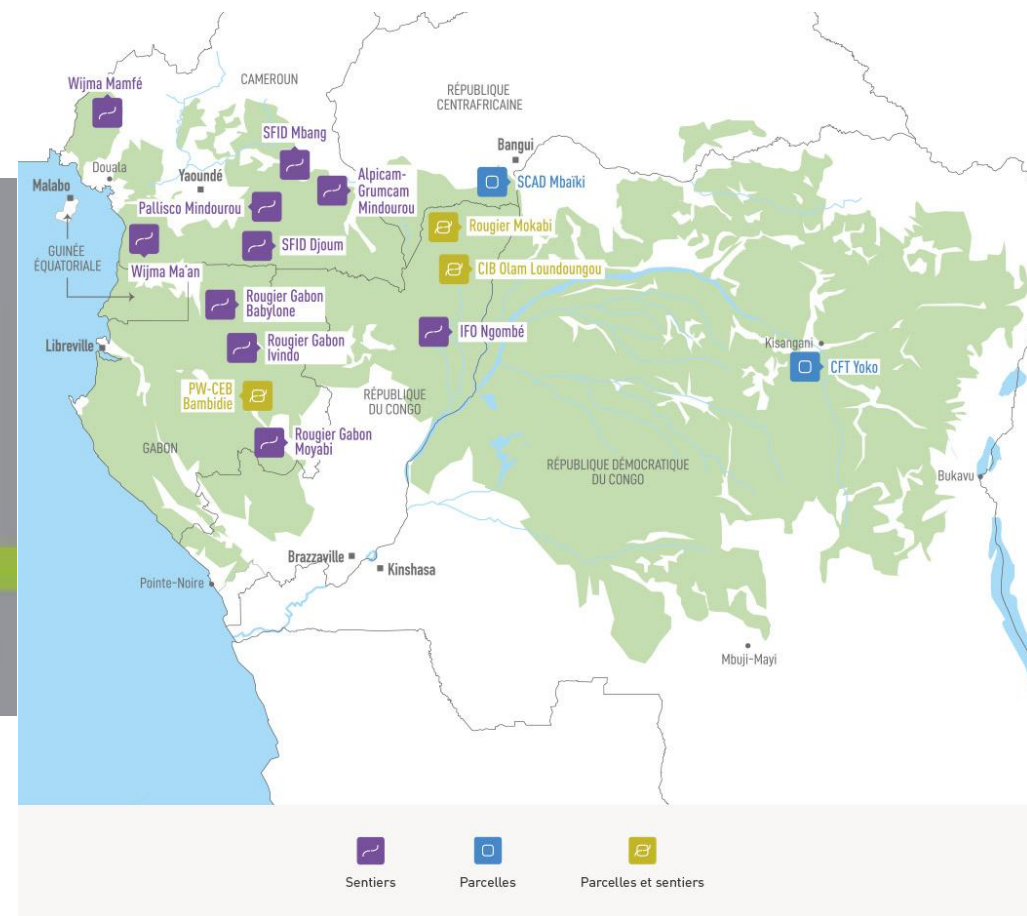 Wijma Mamfé
CAMEROUN
RÉPUBLIQUE
CENTRAFRICAINE
SFID Mbang
Bangui
Douala
Yaoundé
Alpicam-
Grumcam
Mindourou
SCAD Mbaïki
Malabo
Pallisco Mindourou
Rougier Mokabi
GUINÉE
ÉQUATORIALE
SFID Djoum
Wijma Ma'an
CIB Olam Loundoungou
Rougier Gabon
Babylone
IFO Ngombé
Libreville
Rougier Gabon
Ivindo
Kisangani
CFT Yoko
PW-CEB
Bambidie
RÉPUBLIQUE
DU CONGO
Rougier Gabon
Moyabi
GABON
RÉPUBLIQUE DÉMOCRATIQUE
DU CONGO
Bukavu
Brazzaville
Kinshasa
Pointe-Noire
Mbuji-Mayi
Sentiers
Parcelles
Parcelles et sentiers